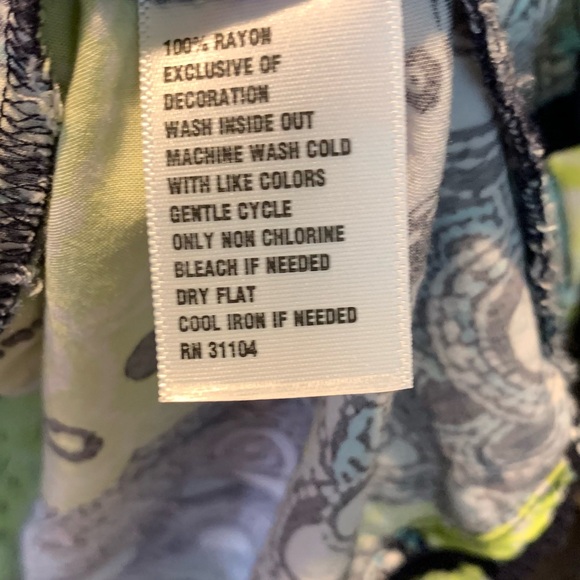 100% RAYON
EXCLUSIVE OF
DECORATION
WASH INSIDE OUT
MACHINE WASH COLD
WITH LIKE COLORS
GENTLE CYCLE
ONLY NON CHLORINE
BLEACH IF NEEDED
DRY FLAT
COOL IRON IF NEEDED
RN 31104